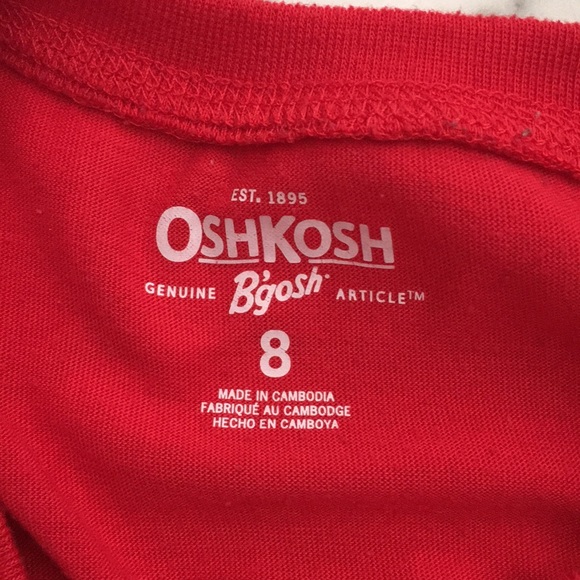 EST. 1895
OSHKOSH
GENUINE B'gosh ARTICLE™
8
MADE IN CAMBODIA
FABRIQUÉ AU CAMBODGE
HECHO EN CAMBOYA